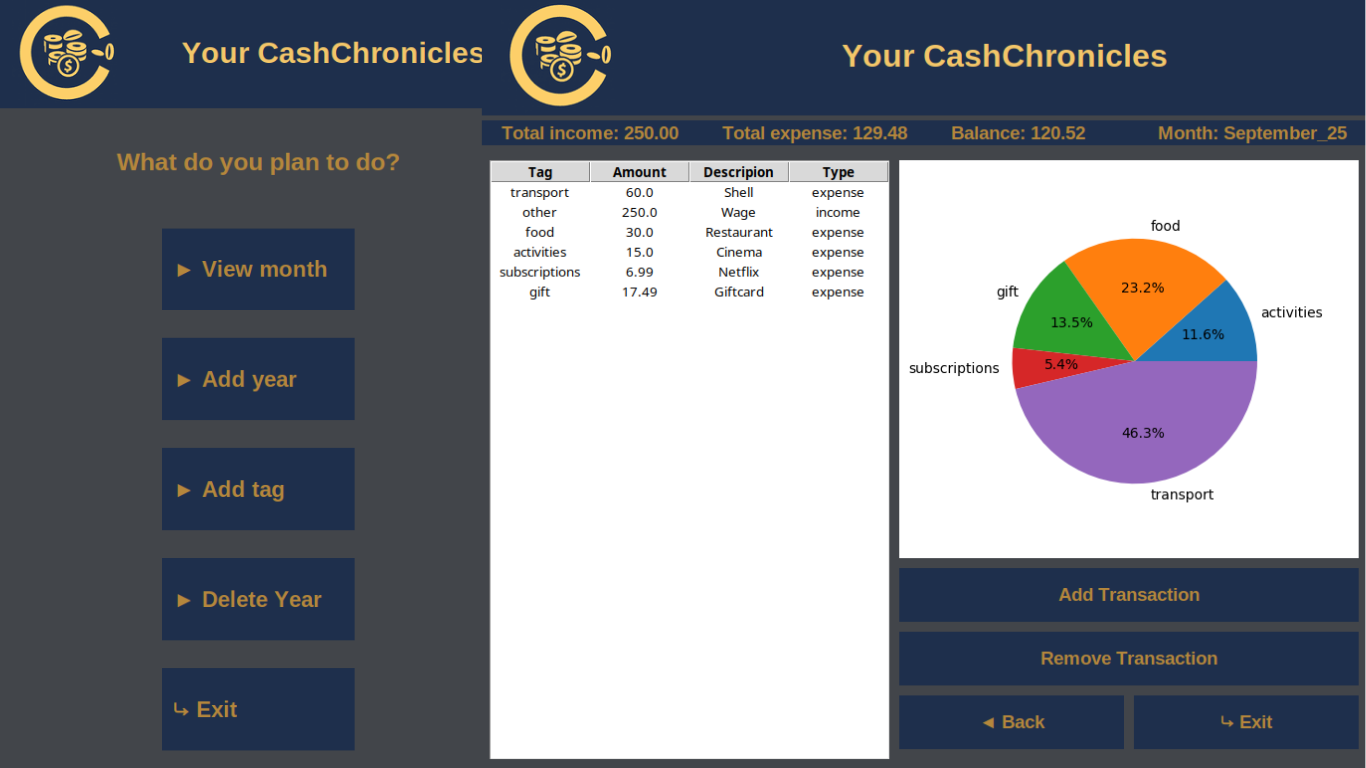 Your CashChronicles
What do you plan to do?
► View month
► Add year
► Add tag
► Delete Year
↳ Exit
Your CashChronicles
Total income: 250.00 Total expense: 129.48 Balance: 120.52 Month: September_25
Tag Amount Descripion Type
transport 60.0 Shell expense
other 250.0 Wage income
food 30.0 Restaurant expense
activities 15.0 Cinema expense
subscriptions 6.99 Netflix expense
gift 17.49 Giftcard expense
food
23.2%
gift
13.5%
activities
11.6%
subscriptions
5.4%
46.3%
transport
Add Transaction
Remove Transaction
◄ Back
↳ Exit